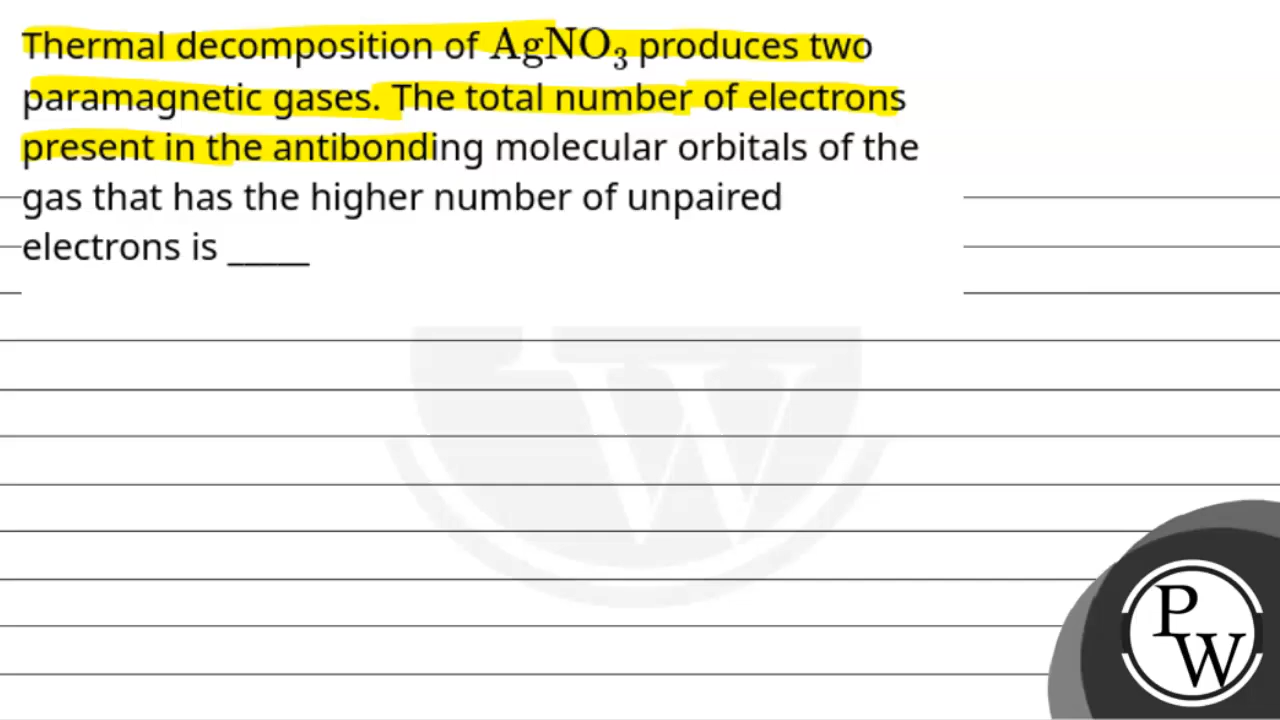 Thermal decomposition of AgNO₃ produces two
paramagnetic gases. The total number of electrons
present in the antibonding molecular orbitals of the
gas that has the higher number of unpaired
electrons is _____
W
P
W